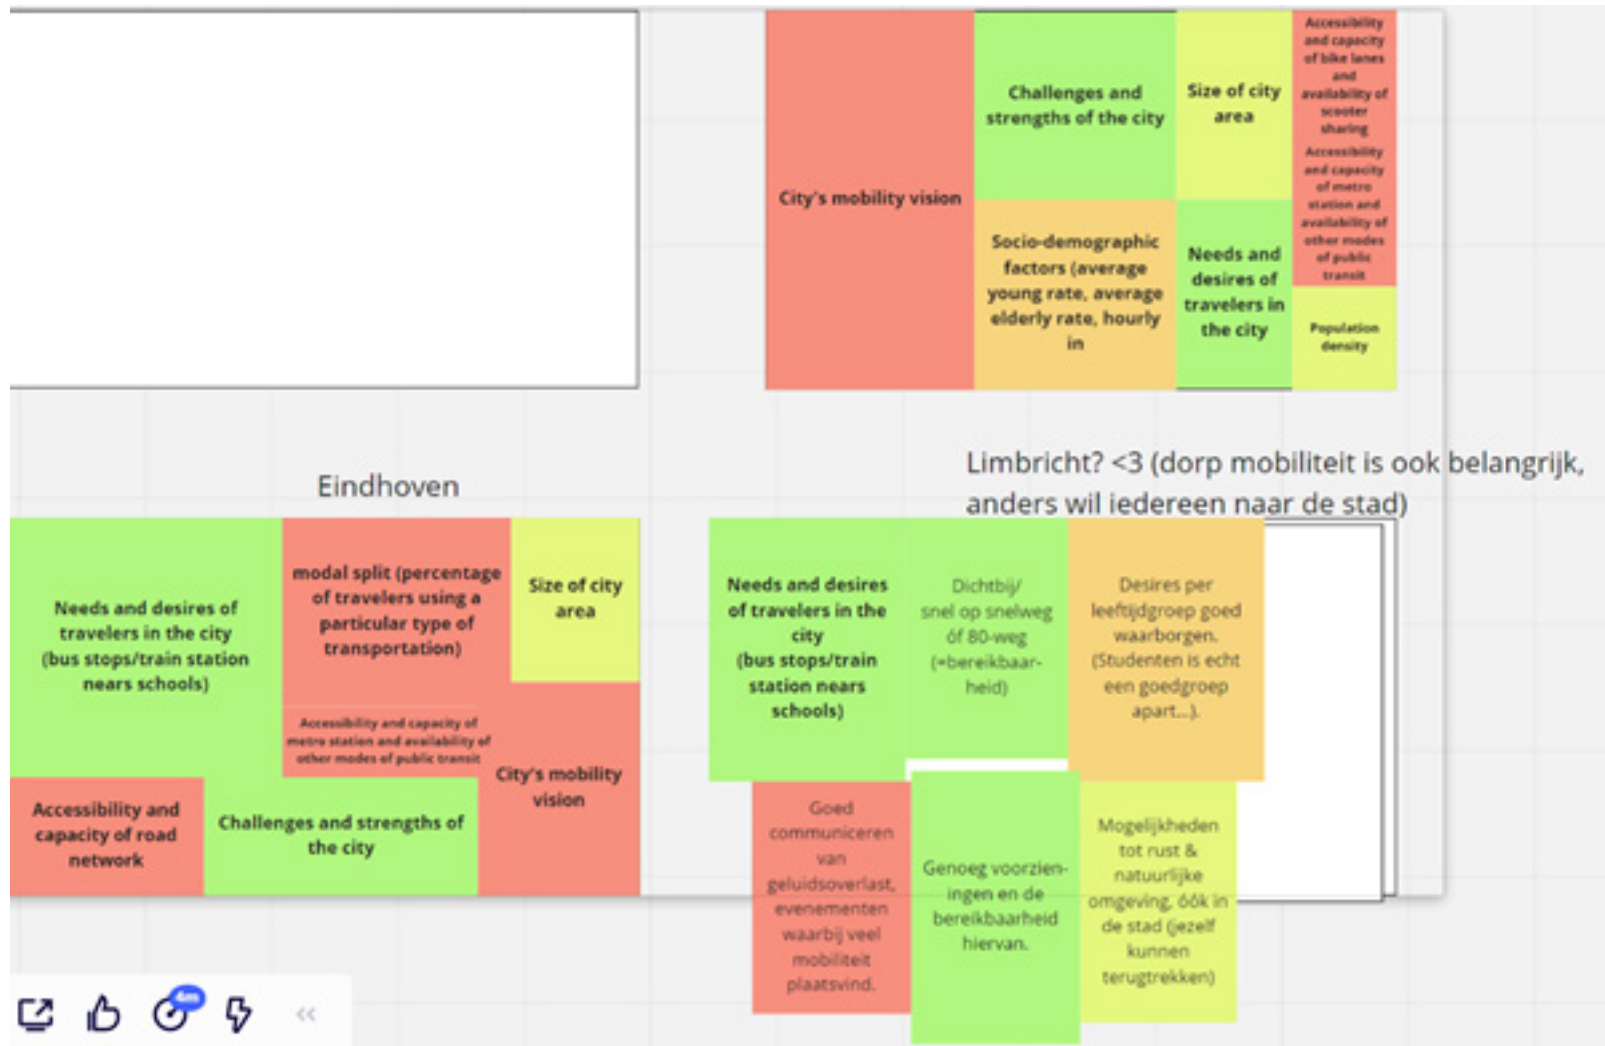 City's mobility vision
Challenges and
strengths of the city
Socio-demographic
factors (average
young rate, average
elderly rate, hourly
in
Size of city
area
Needs and
desires of
travelers in
the city
Accessibility
and capacity
of bike lanes
and
availability of
scooter
sharing
Accessibility
and capacity
of metro
station and
availability of
other modes
of public
transit
Population
density
Eindhoven
Needs and desires of
travelers in the city
(bus stops/train station
nears schools)
modal split (percentage
of travelers using a
particular type of
transportation)
Size of city
area
Accessibility and capacity of
metro station and availability of
other modes of public transit
City's mobility
vision
Accessibility and
capacity of road
network
Challenges and strengths of
the city
Limbricht? <3 (dorp mobiliteit is ook belangrijk,
anders wil iedereen naar de stad)
Needs and desires
of travelers in the
city
(bus stops/train
station nears
schools)
Dichtbij/
snel op snelweg
óf 80-weg
(=bereikbaar-
heid)
Desires per
leeftijdgroep goed
waarborgen.
(Studenten is echt
een goedgroep
apart...).
Goed
communiceren
van
geluidsoverlast,
evenementen
waarbij veel
mobiliteit
plaatsvind.
Genoeg voorzien-
ingen en de
bereikbaarheid
hiervan.
Mogelijkheden
tot rust &
natuurlijke
omgeving, óók in
de stad (jezelf
kunnen
terugtrekken)
4m